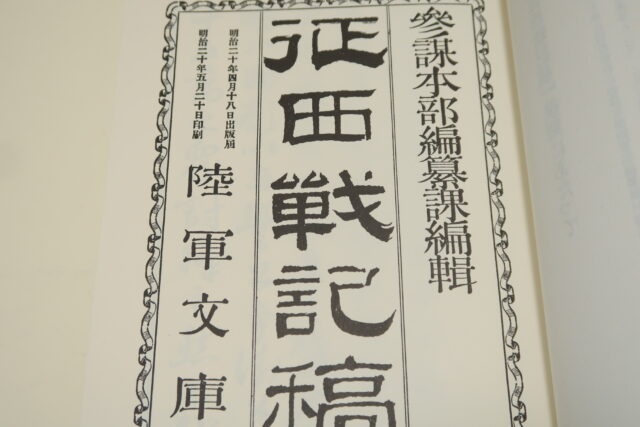 參謀本部編纂課編輯
征西戰記稿
明治二十年四月十八日出版届
明治二十年五月二十日印刷
陸軍文庫